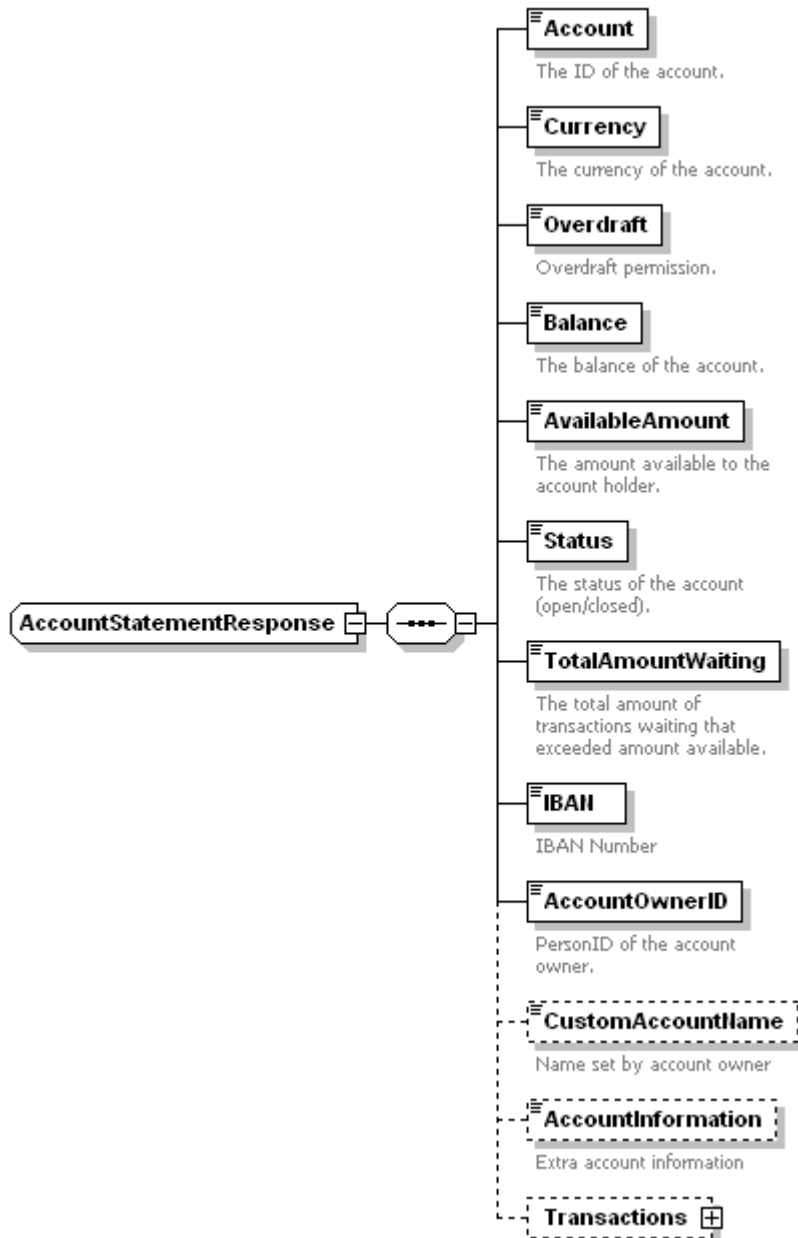 Account
The ID of the account.
Currency
The currency of the account.
Overdraft
Overdraft permission.
Balance
The balance of the account.
AvailableAmount
The amount available to the
account holder.
Status
The status of the account
(open/closed).
AccountStatementResponse
TotalAmountWaiting
The total amount of
transactions waiting that
exceeded amount available.
IBAN
IBAN Number
AccountOwnerID
PersonID of the account
owner.
CustomAccountName
Name set by account owner
AccountInformation
Extra account information
Transactions